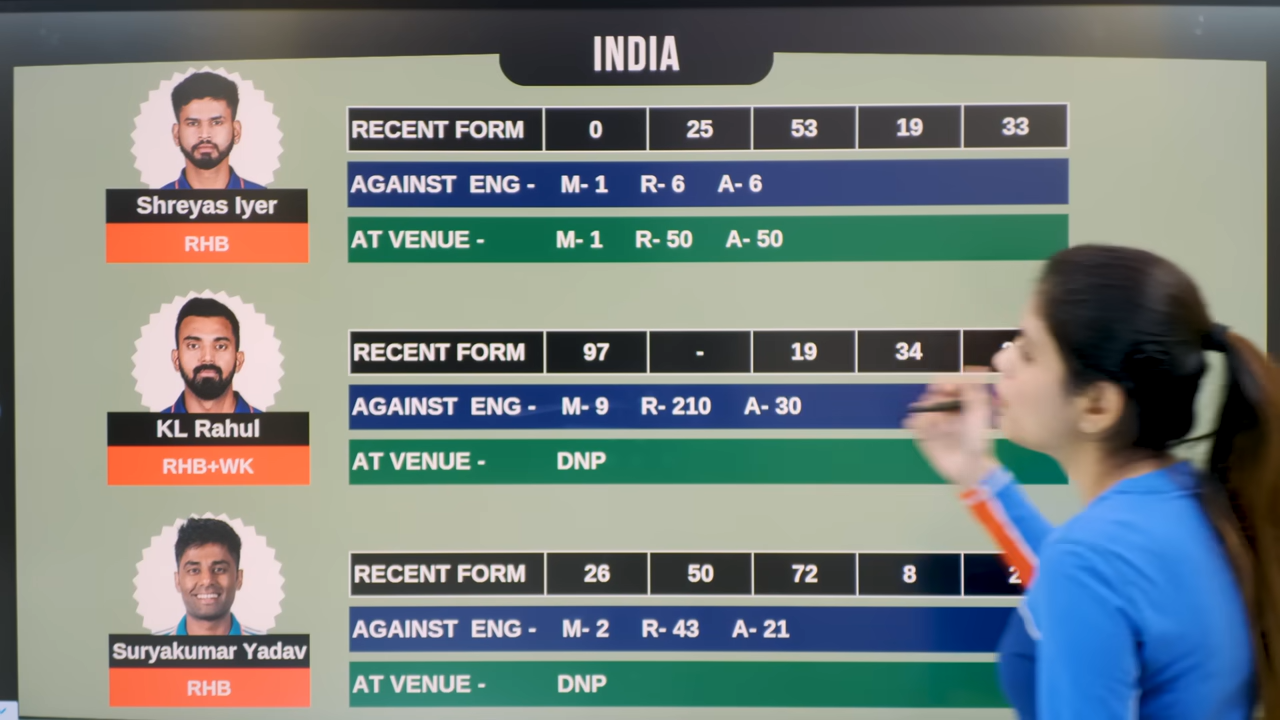 INDIA
RECENT FORM 0 25 53 19 33
AGAINST ENG - M- 1 R- 6 A- 6
Shreyas Iyer
RHB
AT VENUE - M- 1 R- 50 A- 50
RECENT FORM 97 - 19 34
AGAINST ENG - M- 9 R- 210 A- 30
KL Rahul
RHB+WK
AT VENUE - DNP
RECENT FORM 26 50 72 8
AGAINST ENG - M- 2 R- 43 A- 21
Suryakumar Yadav
RHB
AT VENUE - DNP